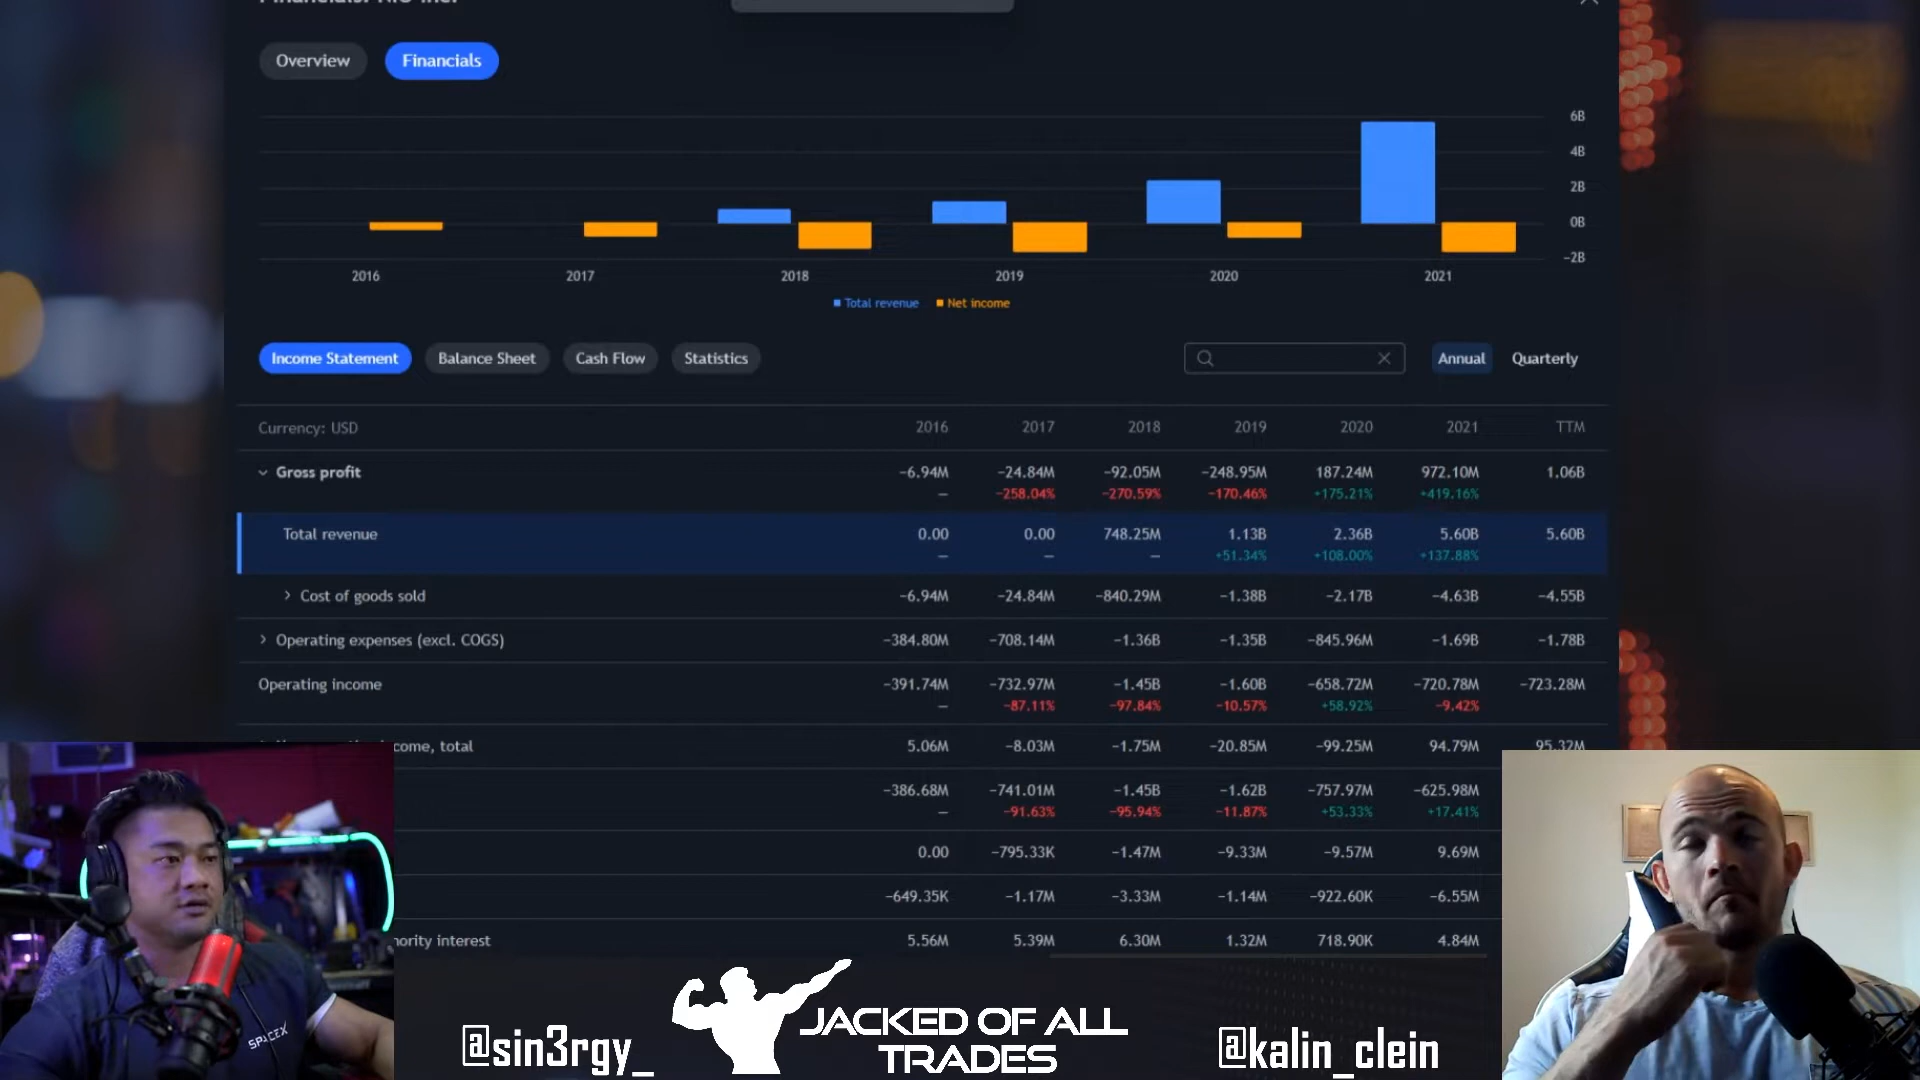 Financials: NIO Inc.
Overview Financials
6B
4B
2B
0B
−2B
2016 2017 2018 2019 2020 2021
Total revenue Net income
Income Statement Balance Sheet Cash Flow Statistics Annual Quarterly
Currency: USD 2016 2017 2018 2019 2020 2021 TTM
Gross profit −6.94M −24.84M −92.05M −248.95M 187.24M 972.10M 1.06B
— −258.04% −270.59% −170.46% +175.21% +419.16%
Total revenue 0.00 0.00 748.25M 1.13B 2.36B 5.60B 5.60B
— — — +51.34% +108.00% +137.88%
Cost of goods sold −6.94M −24.84M −840.29M −1.38B −2.17B −4.63B −4.55B
Operating expenses (excl. COGS) −384.80M −708.14M −1.36B −1.35B −845.96M −1.69B −1.78B
Operating income −391.74M −732.97M −1.45B −1.60B −658.72M −720.78M −723.28M
— −87.11% −97.84% −10.57% +58.92% −9.42%
come, total 5.06M −8.03M −1.75M −20.85M −99.25M 94.79M 95.32M
−386.68M −741.01M −1.45B −1.62B −757.97M −625.98M
— −91.63% −95.94% −11.87% +53.33% +17.41%
0.00 −795.33K −1.47M −9.33M −9.57M 9.69M
−649.35K −1.17M −3.33M −1.14M −922.60K −6.55M
nority interest 5.56M 5.39M 6.30M 1.32M 718.90K 4.84M
SPACEX
@sin3rgy_
JACKED OF ALL
TRADES
@kalin_clein